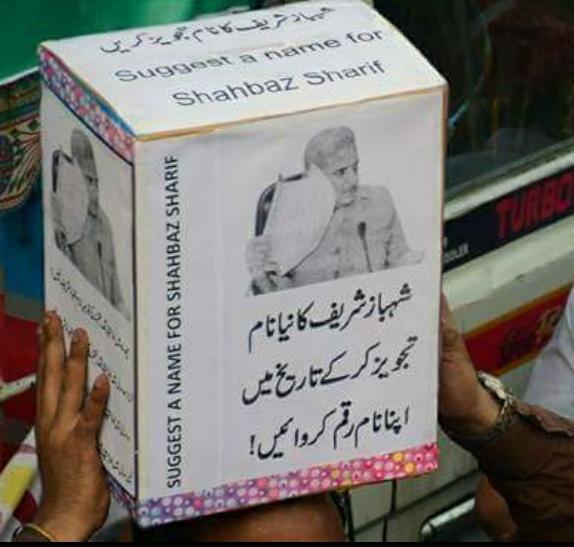 شہباز شریف کا نام تجویز کریں
Suggest a name for
Shahbaz Sharif
SUGGEST A NAME FOR SHAHBAZ SHARIF
شہباز شریف کا نیا نام
تجویز کر کے تاریخ میں
اپنا نام رقم کروائیں!
TURBO